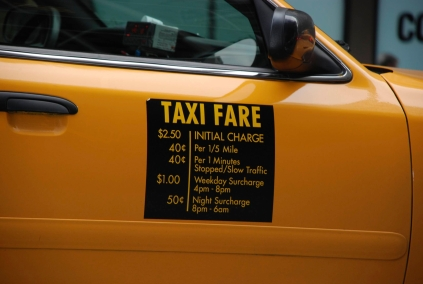 TAXI FARE
$2.50 INITIAL CHARGE
40¢ Per 1/5 Mile
40¢ Per 1 Minutes
Stopped/Slow Traffic
$1.00 Weekday Surcharge
4pm - 8pm
50¢ Night Surcharge
8pm - 6am
CO